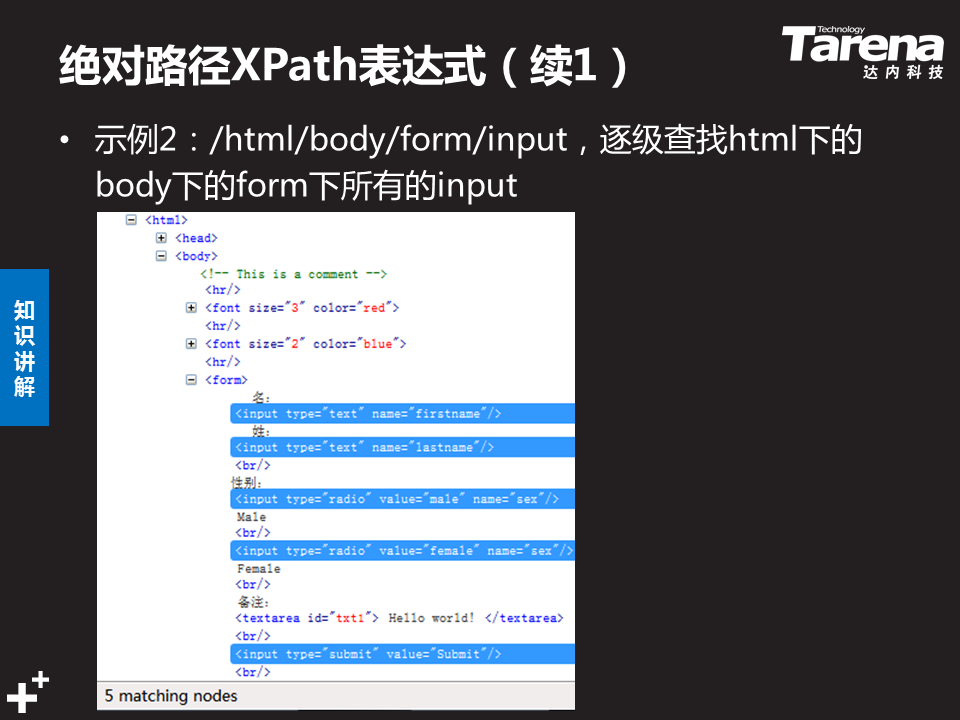 绝对路径XPath表达式（续1）
Technology
Tarena
达内科技
• 示例2：/html/body/form/input，逐级查找html下的
body下的form下所有的input
知识讲解
<html>
<head>
<body>
<!-- This is a comment -->
<hr/>
<font size="3" color="red">
<hr/>
<font size="2" color="blue">
<hr/>
<form>
名:
<input type="text" name="firstname"/>
姓:
<input type="text" name="lastname"/>
<br/>
性别:
<input type="radio" value="male" name="sex"/>
Male
<br/>
<input type="radio" value="female" name="sex"/>
Female
<br/>
备注:
<textarea id="txt1"> Hello world! </textarea>
<br/>
<input type="submit" value="Submit"/>
<br/>
5 matching nodes